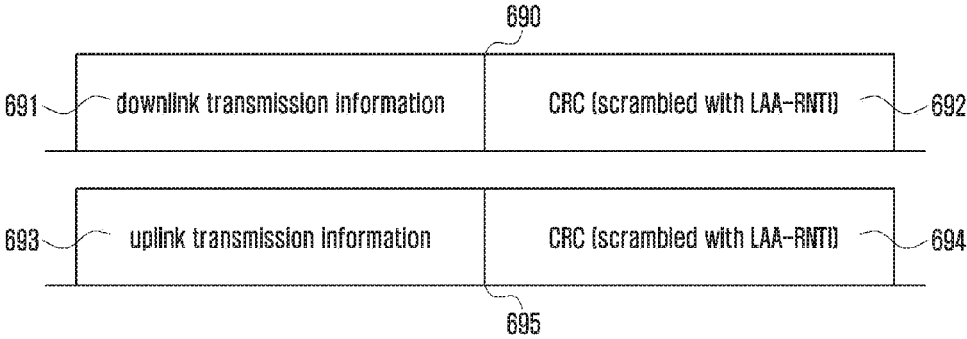 690
691 downlink transmission information CRC (scrambled with LAA-RNTI) 692
693 uplink transmission information CRC (scrambled with LAA-RNTI) 694
695